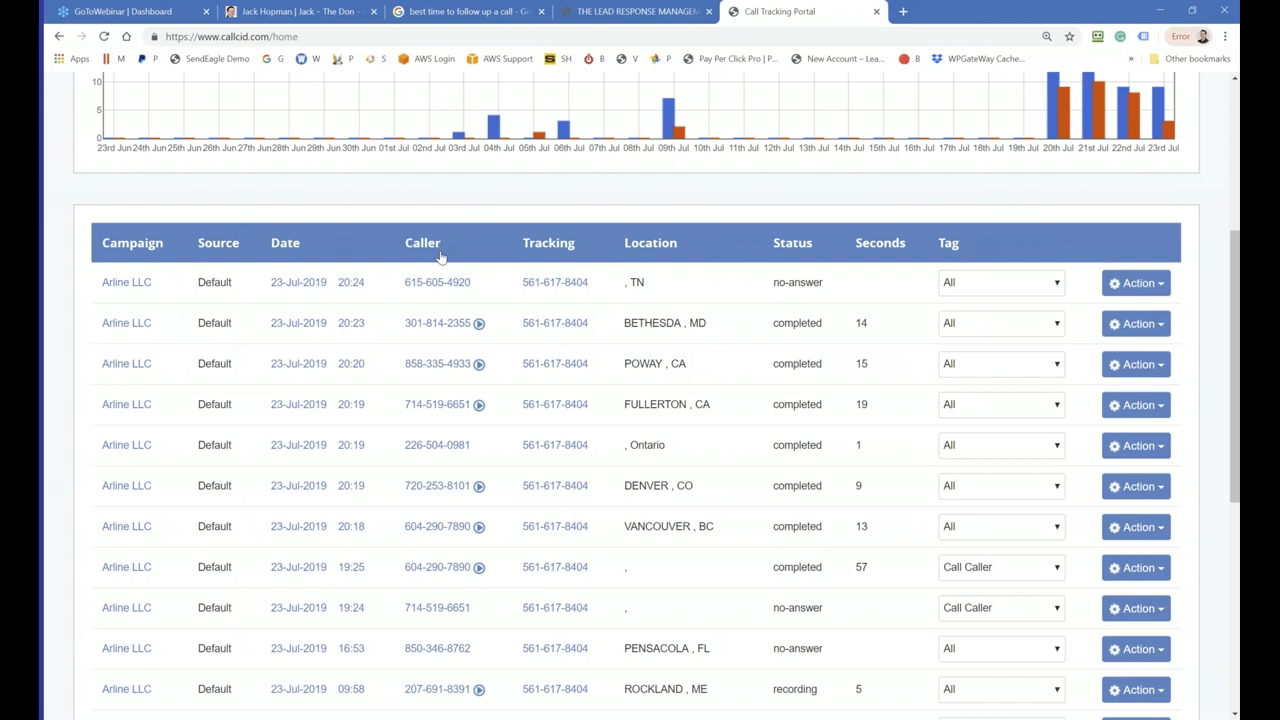 GoToWebinar | Dashboard
Jack Hopman | Jack – The Don –
best time to follow up a call - Go
THE LEAD RESPONSE MANAGEM
Call Tracking Portal
https://www.callcid.com/home
Error
Apps M P SendEagle Demo G G W P S AWS Login AWS Support SH B V P Pay Per Click Pro | P... New Account – Lea... B WPGateWay Cache... » Other bookmarks
10
5
0
23rd Jun 24th Jun 25th Jun 26th Jun 27th Jun 28th Jun 29th Jun 30th Jun 01st Jul 02nd Jul 03rd Jul 04th Jul 05th Jul 06th Jul 07th Jul 08th Jul 09th Jul 10th Jul 11th Jul 12th Jul 13th Jul 14th Jul 15th Jul 16th Jul 17th Jul 18th Jul 19th Jul 20th Jul 21st Jul 22nd Jul 23rd Jul
Campaign Source Date Caller Tracking Location Status Seconds Tag
Arline LLC Default 23-Jul-2019 20:24 615-605-4920 561-617-8404 , TN no-answer All Action
Arline LLC Default 23-Jul-2019 20:23 301-814-2355 561-617-8404 BETHESDA , MD completed 14 All Action
Arline LLC Default 23-Jul-2019 20:20 858-335-4933 561-617-8404 POWAY , CA completed 15 All Action
Arline LLC Default 23-Jul-2019 20:19 714-519-6651 561-617-8404 FULLERTON , CA completed 19 All Action
Arline LLC Default 23-Jul-2019 20:19 226-504-0981 561-617-8404 , Ontario completed 1 All Action
Arline LLC Default 23-Jul-2019 20:19 720-253-8101 561-617-8404 DENVER , CO completed 9 All Action
Arline LLC Default 23-Jul-2019 20:18 604-290-7890 561-617-8404 VANCOUVER , BC completed 13 All Action
Arline LLC Default 23-Jul-2019 19:25 604-290-7890 561-617-8404 , completed 57 Call Caller Action
Arline LLC Default 23-Jul-2019 19:24 714-519-6651 561-617-8404 , no-answer Call Caller Action
Arline LLC Default 23-Jul-2019 16:53 850-346-8762 561-617-8404 PENSACOLA , FL no-answer All Action
Arline LLC Default 23-Jul-2019 09:58 207-691-8391 561-617-8404 ROCKLAND , ME recording 5 All Action